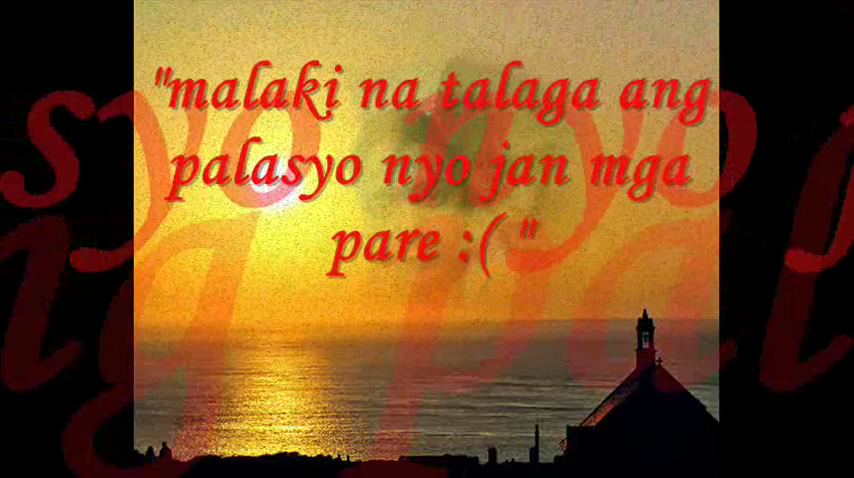 "malaki na talaga ang
palasyo nyo jan mga
pare :( "